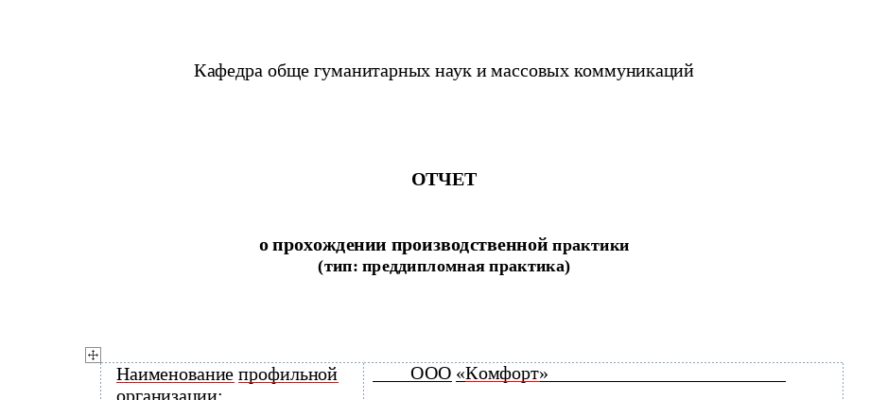 Кафедра обще гуманитарных наук и массовых коммуникаций
ОТЧЕТ
о прохождении производственной практики
(тип: преддипломная практика)
Наименование профильной ООО «Комфорт»
организации: